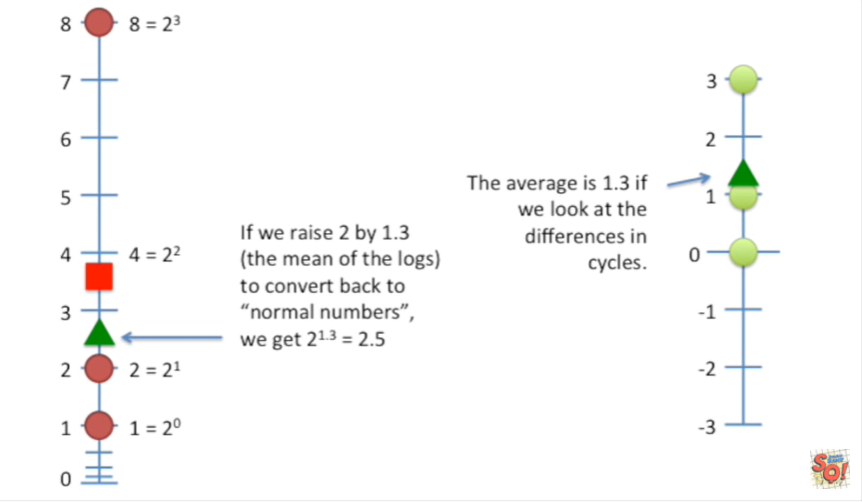 8
8 = 2³
7
6
5
4
4 = 2²
3
2
2 = 2¹
1
1 = 2⁰
0
If we raise 2 by 1.3
(the mean of the logs)
to convert back to
“normal numbers”,
we get 2¹·³ = 2.5
The average is 1.3 if
we look at the
differences in
cycles.
3
2
1
0
-1
-2
-3
SQ!